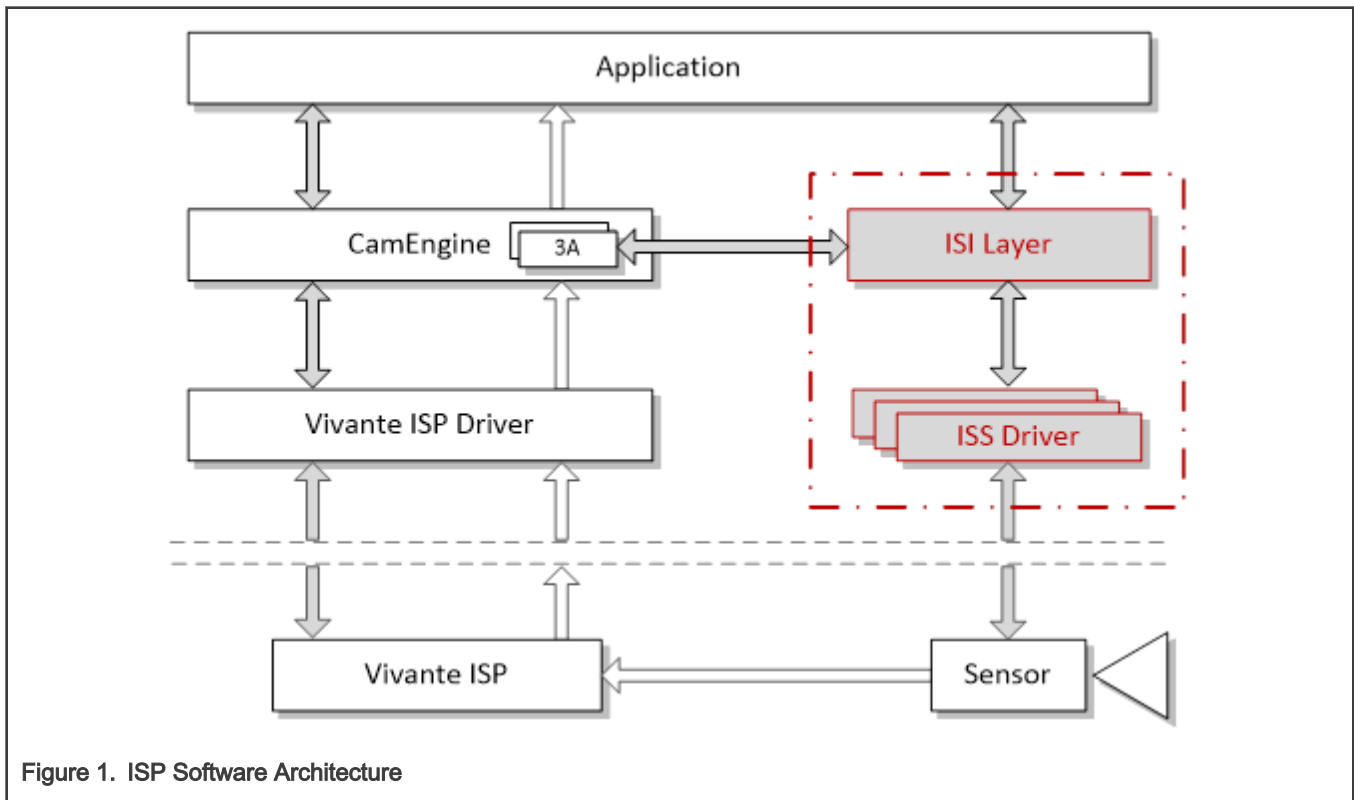 Application
CamEngine
3A
ISI Layer
Vivante ISP Driver
ISS Driver
Vivante ISP
Sensor
Figure 1. ISP Software Architecture